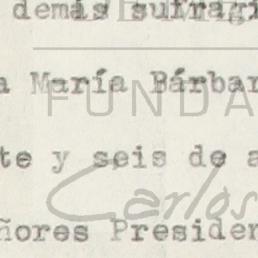 demás sufragi
a María Bárbar
FUNDA
te y seis de a
Carlos
ñores Presiden